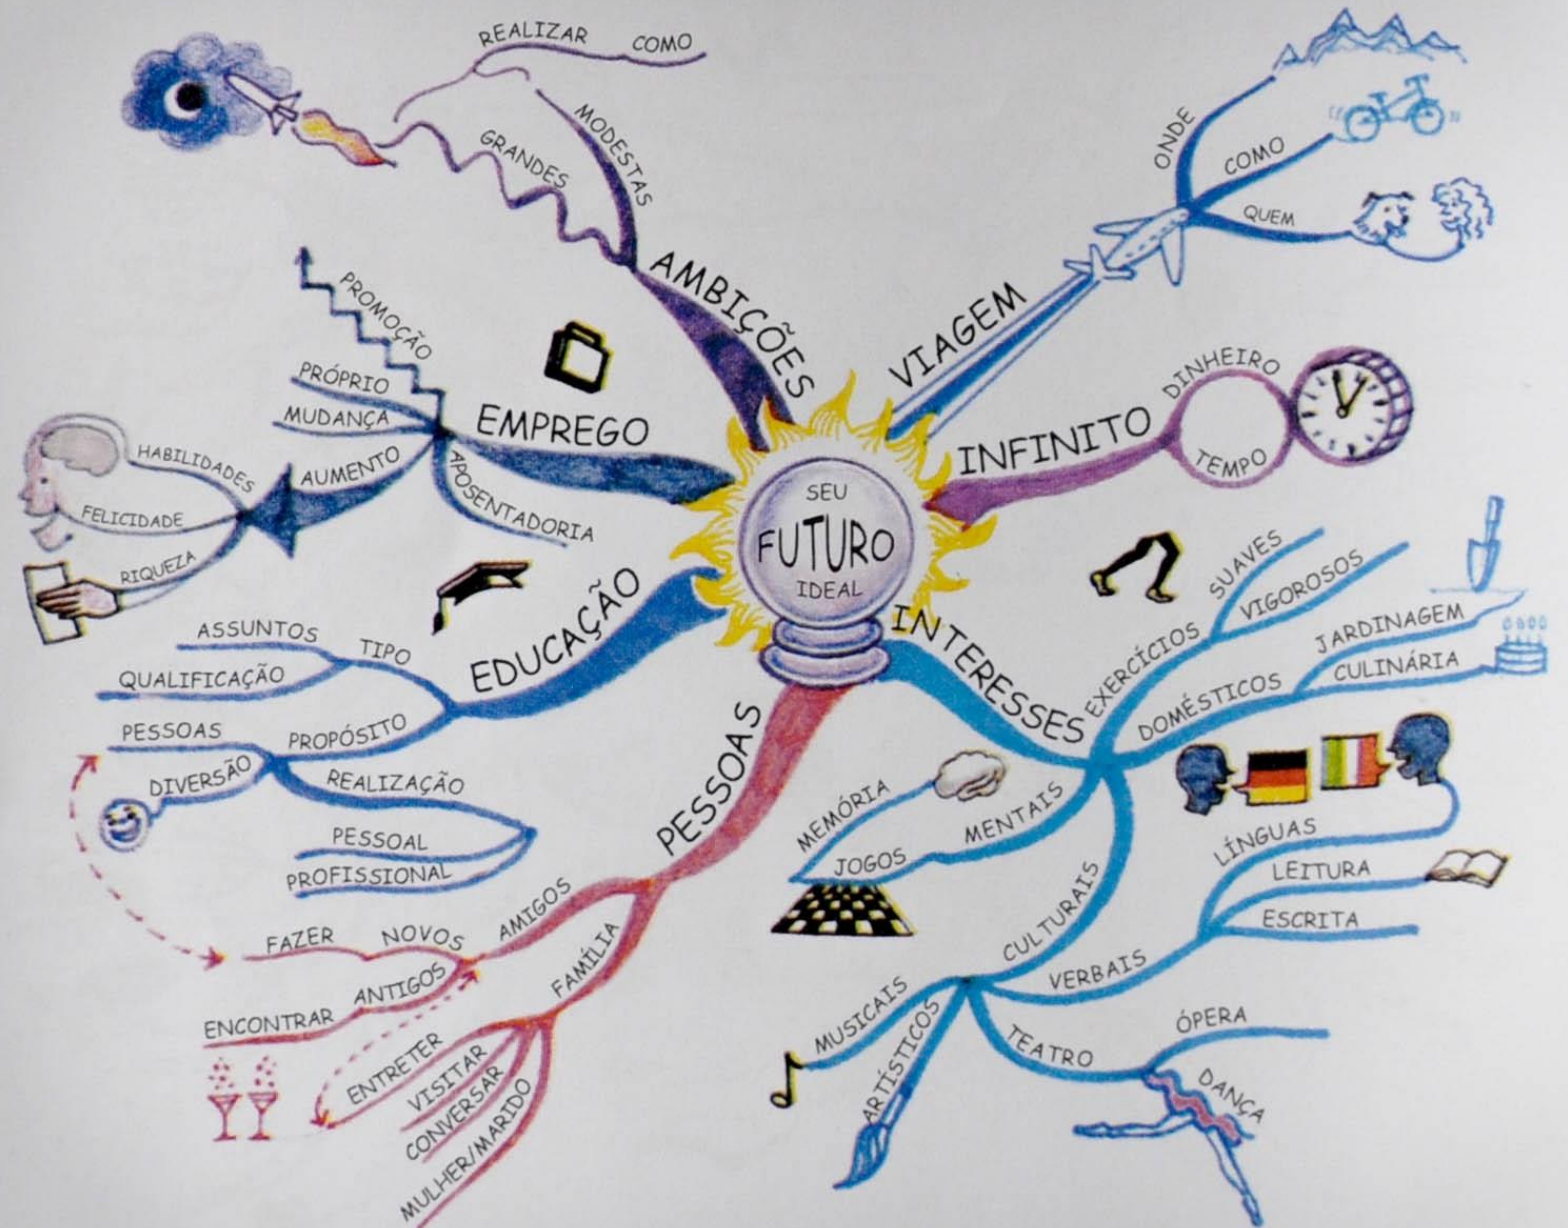 SEU
FUTURO
IDEAL
VIAGEM
ONDE
COMO
QUEM
INFINITO
DINHEIRO
TEMPO
INTERESSES
EXERCÍCIOS
SUAVES
VIGOROSOS
DOMÉSTICOS
JARDINAGEM
CULINÁRIA
MENTAIS
MEMÓRIA
JOGOS
CULTURAIS
VERBAIS
LÍNGUAS
LEITURA
ESCRITA
TEATRO
ÓPERA
DANÇA
ARTÍSTICOS
MUSICAIS
PESSOAS
AMIGOS
NOVOS
FAZER
ANTIGOS
ENCONTRAR
FAMÍLIA
ENTRETER
VISITAR
CONVERSAR
MULHER/MARIDO
EDUCAÇÃO
TIPO
ASSUNTOS
QUALIFICAÇÃO
PROPÓSITO
PESSOAS
DIVERSÃO
REALIZAÇÃO
PESSOAL
PROFISSIONAL
EMPREGO
PROMOÇÃO
PRÓPRIO
MUDANÇA
AUMENTO
HABILIDADES
FELICIDADE
RIQUEZA
APOSENTADORIA
AMBIÇÕES
MODESTAS
GRANDES
REALIZAR COMO